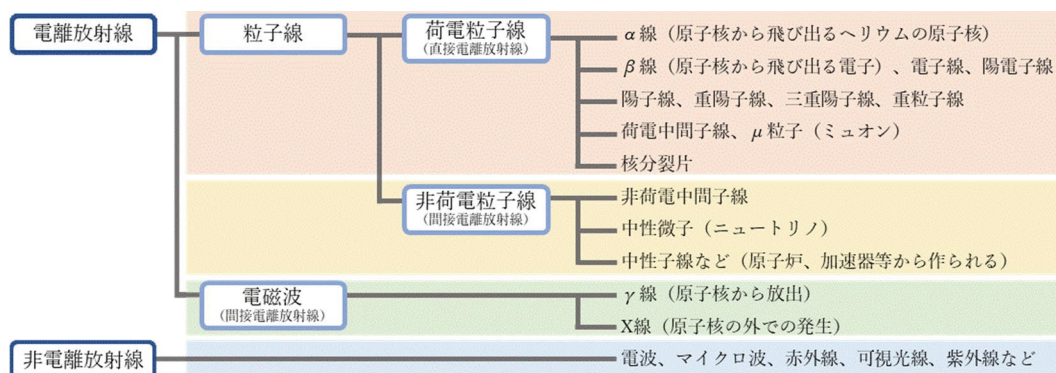 電離放射線
粒子線
荷電粒子線
(直接電離放射線)
α線（原子核から飛び出るヘリウムの原子核）
β線（原子核から飛び出る電子）、電子線、陽電子線
陽子線、重陽子線、三重陽子線、重粒子線
荷電中間子線、μ粒子（ミュオン）
核分裂片
非荷電粒子線
(間接電離放射線)
非荷電中間子線
中性微子（ニュートリノ）
中性子線など（原子炉、加速器等から作られる）
電磁波
(間接電離放射線)
γ線（原子核から放出）
X線（原子核の外での発生）
非電離放射線
電波、マイクロ波、赤外線、可視光線、紫外線など